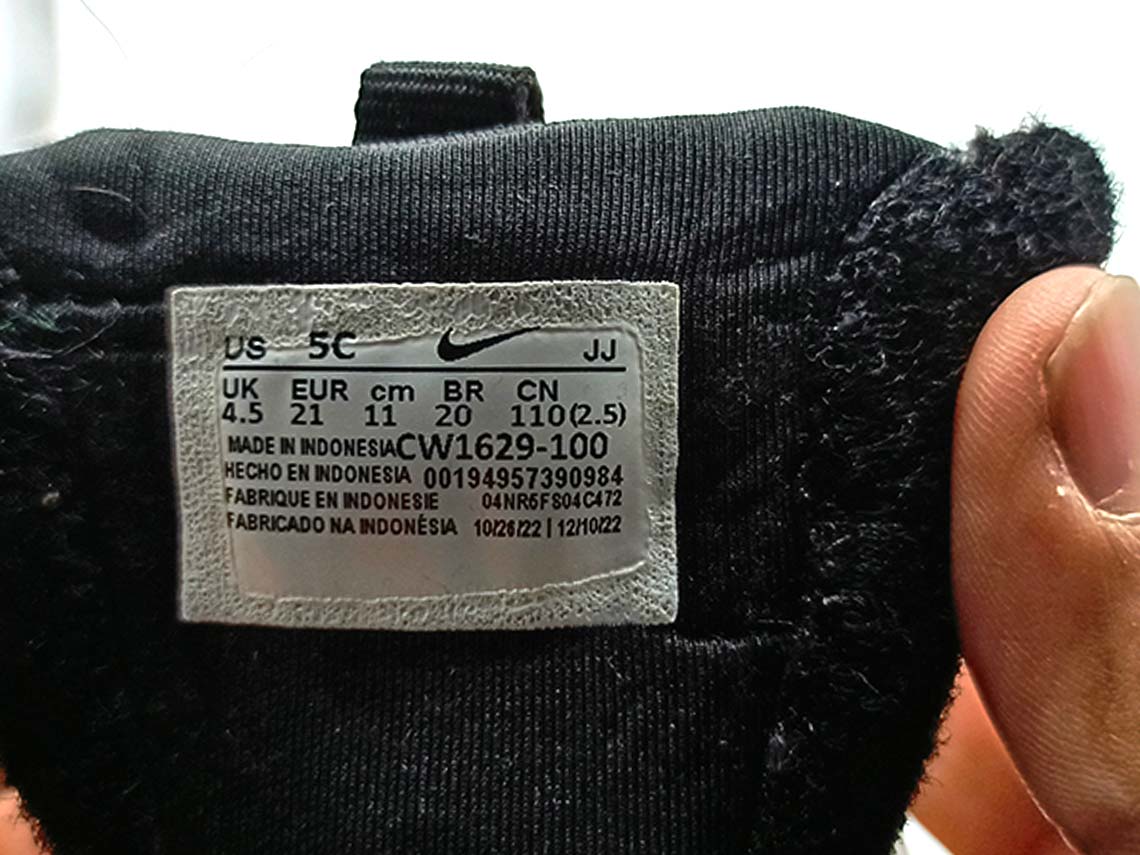 US 5C JJ
UK EUR cm BR CN
4.5 21 11 20 110(2.5)
MADE IN INDONESIA CW1629-100
HECHO EN INDONESIA 00194957390984
FABRIQUE EN INDONESIE 04NR6FS04C472
FABRICADO NA INDONÉSIA 10/26/22 | 12/10/22